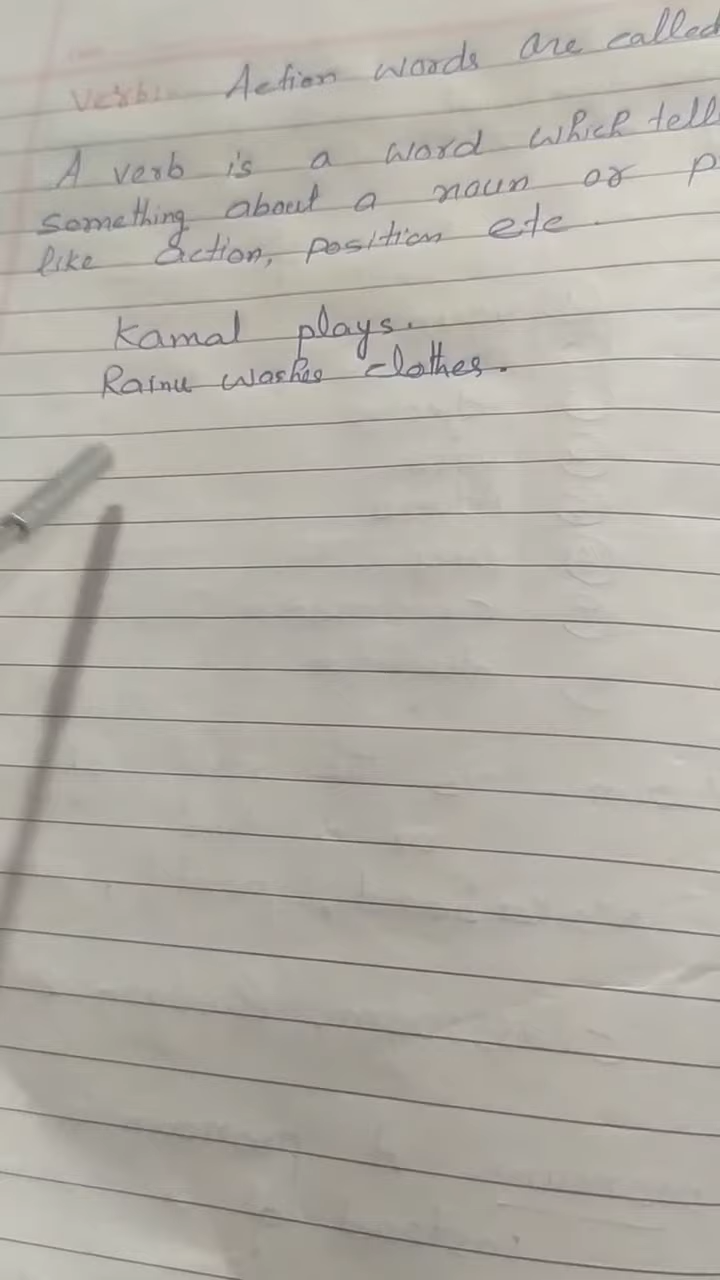 Verb:- Action words are called
A verb is a word which tell
something about a noun or p
like action, position etc.
Kamal plays.
Rainu washes clothes.